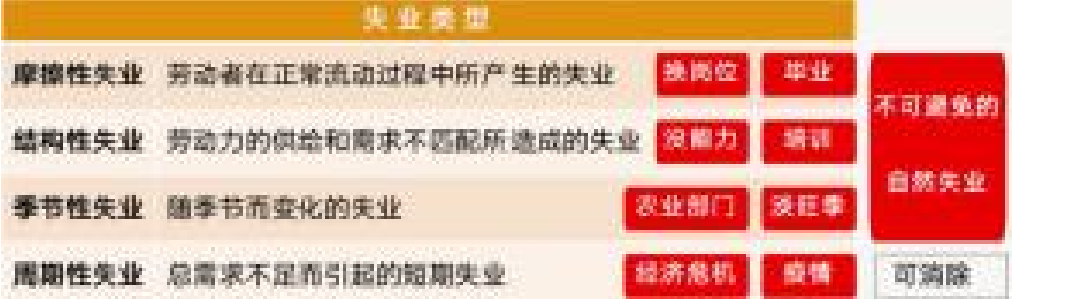 失业类型
摩擦性失业 劳动者在正常流动过程中所产生的失业 换岗位 毕业
不可避免的
结构性失业 劳动力的供给和需求不匹配所造成的失业 没能力 培训
自然失业
季节性失业 随季节而变化的失业 农业部门 淡旺季
周期性失业 总需求不足而引起的短期失业 经济危机 疫情 可消除